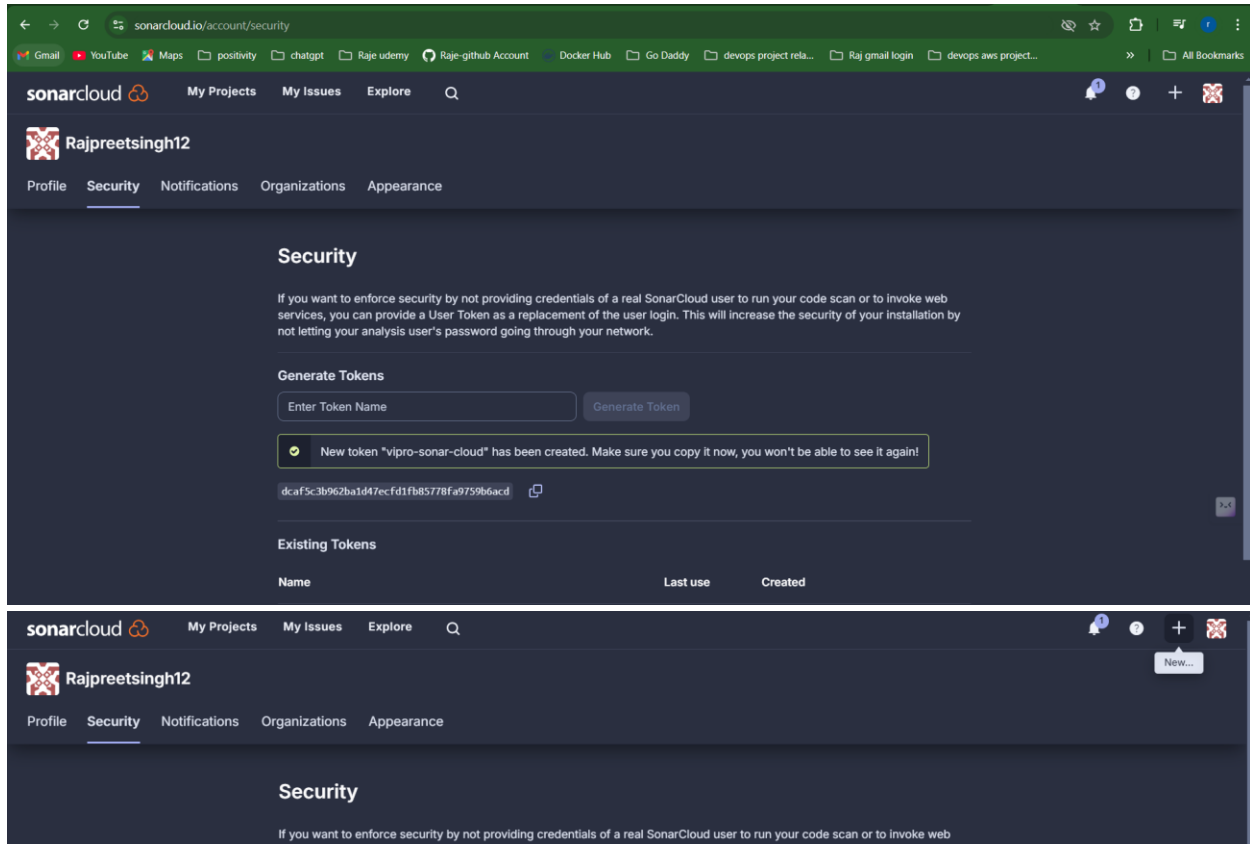 sonarcloud.io/account/security
Gmail YouTube Maps positivity chatgpt Raje udemy Raje-github Account Docker Hub Go Daddy devops project rela... Raj gmail login devops aws project... » All Bookmarks
sonarcloud My Projects My Issues Explore 1
Rajpreetsingh12
Profile Security Notifications Organizations Appearance
Security
If you want to enforce security by not providing credentials of a real SonarCloud user to run your code scan or to invoke web
services, you can provide a User Token as a replacement of the user login. This will increase the security of your installation by
not letting your analysis user's password going through your network.
Generate Tokens
Enter Token Name Generate Token
New token "vipro-sonar-cloud" has been created. Make sure you copy it now, you won't be able to see it again!
dcaf5c3b962ba1d47ecfd1fb85778fa9759b6acd
Existing Tokens
Name Last use Created
sonarcloud My Projects My Issues Explore 1
New...
Rajpreetsingh12
Profile Security Notifications Organizations Appearance
Security
If you want to enforce security by not providing credentials of a real SonarCloud user to run your code scan or to invoke web